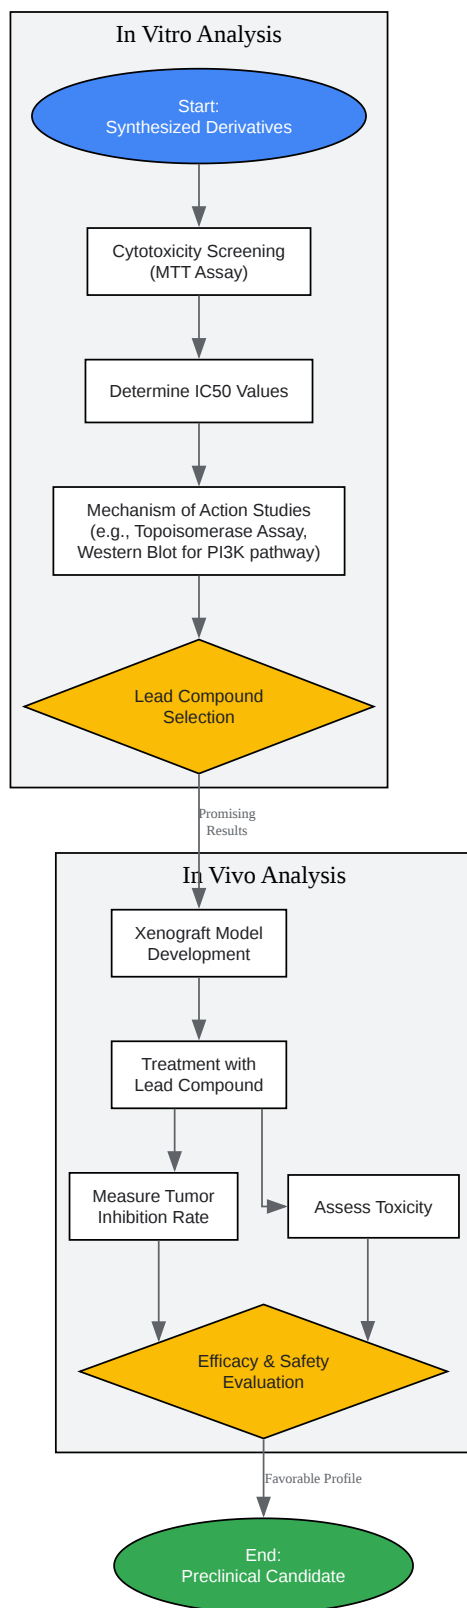 In Vitro Analysis
Start:
Synthesized Derivatives
Cytotoxicity Screening
(MTT Assay)
Determine IC50 Values
Mechanism of Action Studies
(e.g., Topoisomerase Assay,
Western Blot for PI3K pathway)
Lead Compound
Selection
Promising
Results
In Vivo Analysis
Xenograft Model
Development
Treatment with
Lead Compound
Measure Tumor
Inhibition Rate
Assess Toxicity
Efficacy & Safety
Evaluation
Favorable Profile
End:
Preclinical Candidate